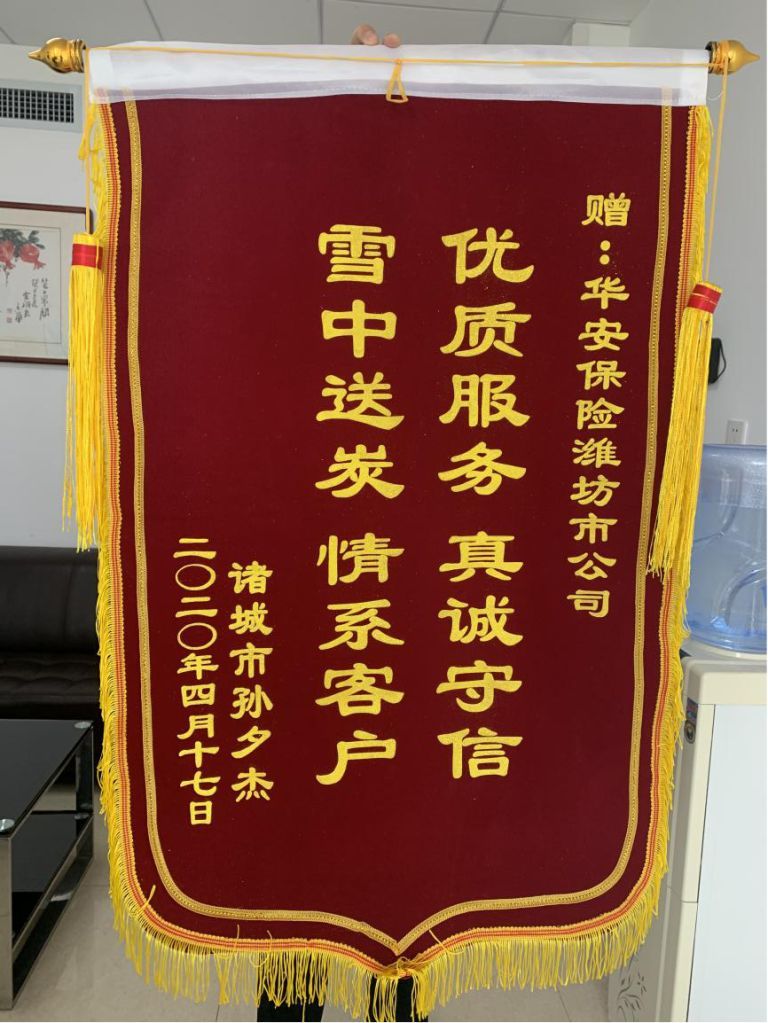 赠：华安保险潍坊市公司
优质服务 真诚守信
雪中送炭 情系客户
诸城市孙夕杰
二〇二〇年四月十七日